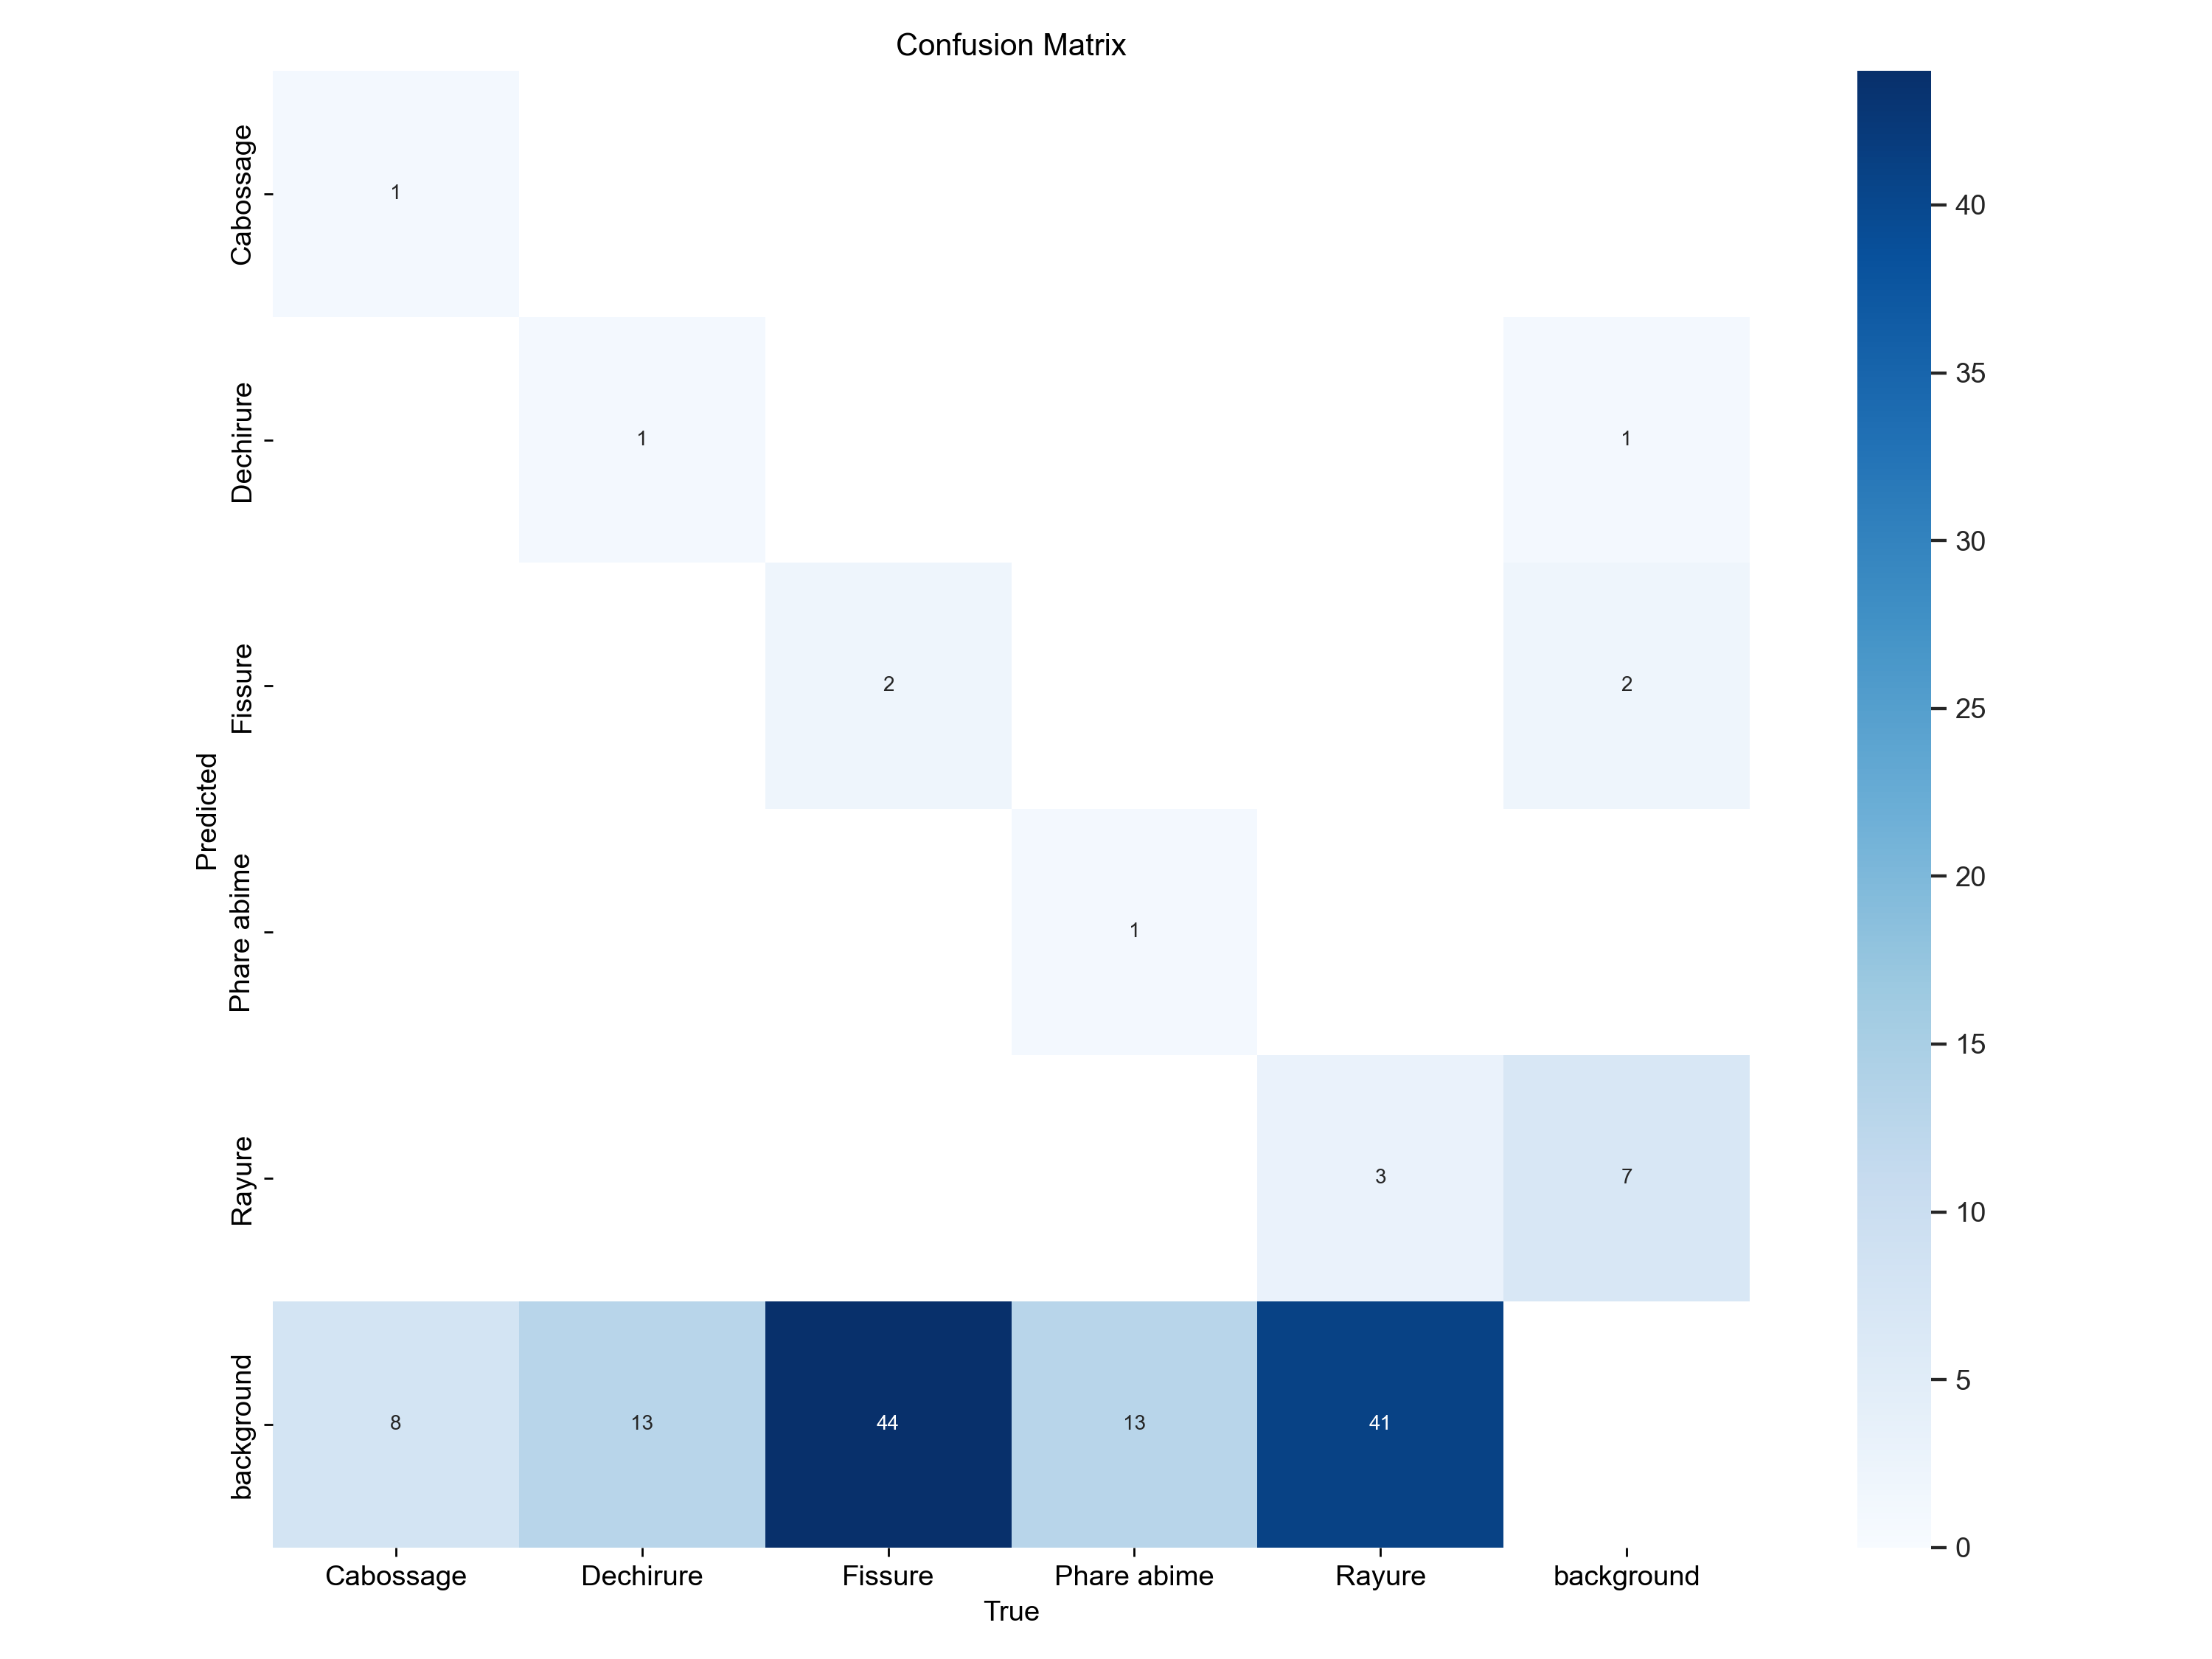 Confusion Matrix
Predicted
Cabossage
1
Dechirure
1
1
Fissure
2
2
Phare abime
1
Rayure
3
7
background
8
13
44
13
41
Cabossage
Dechirure
Fissure
Phare abime
Rayure
background
True
40
35
30
25
20
15
10
5
0